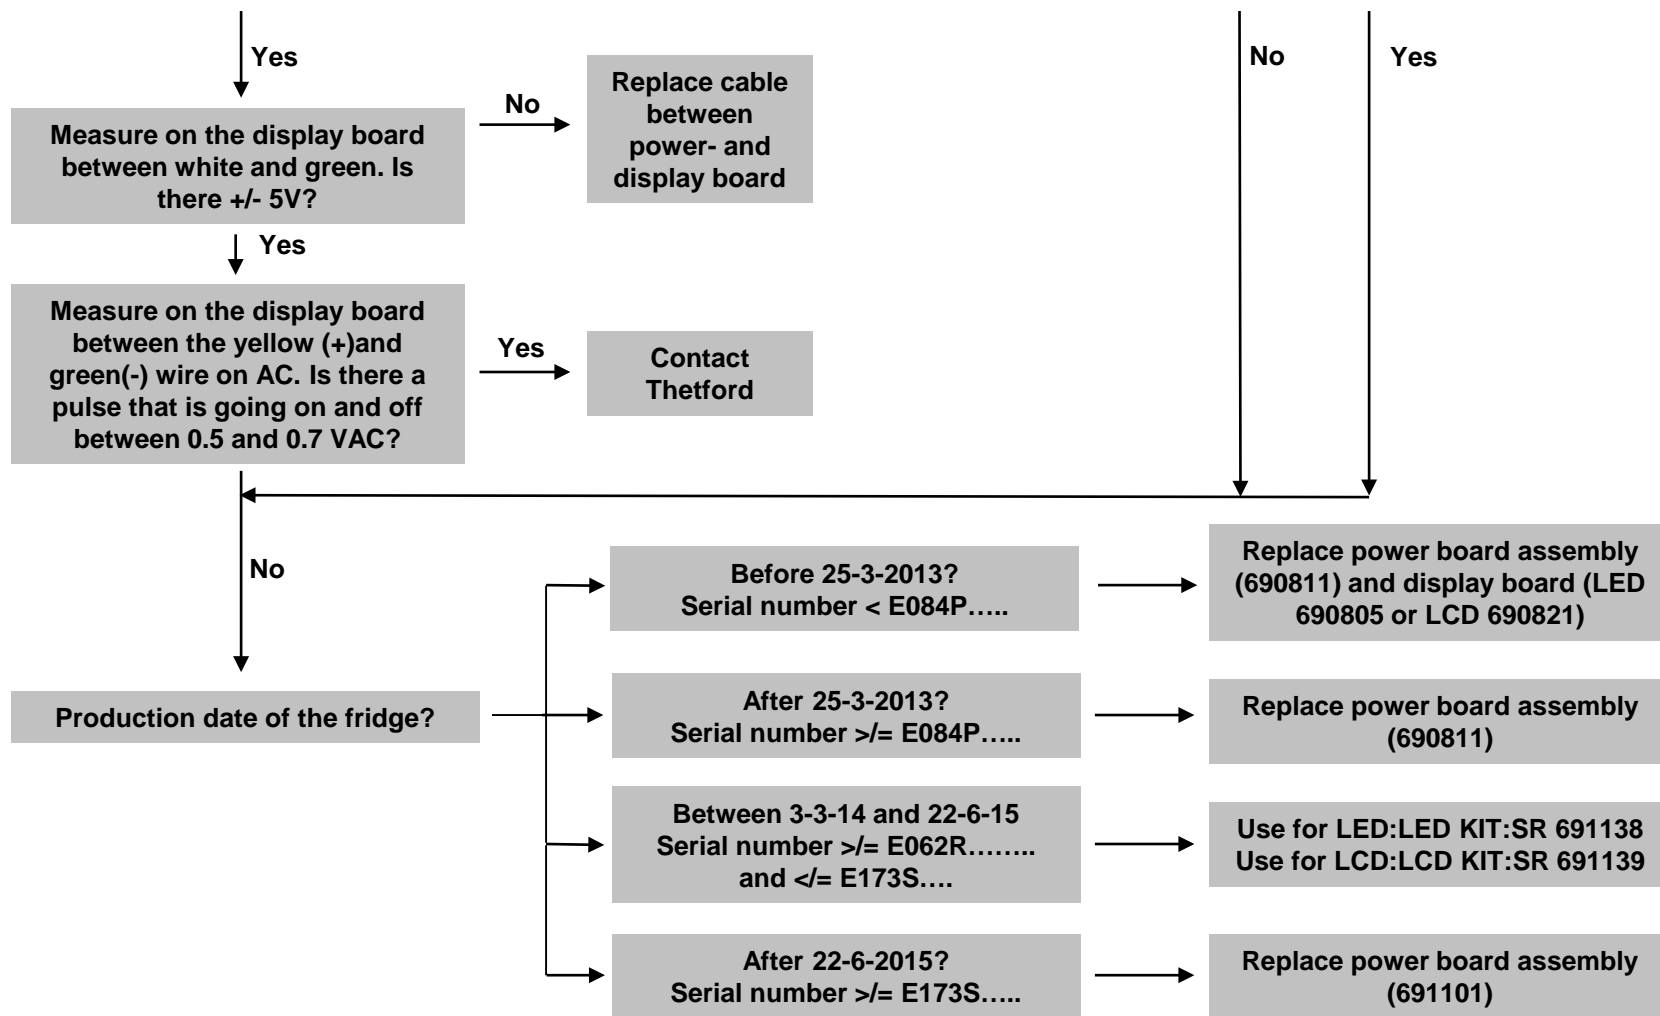 Yes
No
Yes
Measure on the display board
between white and green. Is
there +/- 5V?
No
Replace cable
between
power- and
display board
Yes
Measure on the display board
between the yellow (+)and
green(-) wire on AC. Is there a
pulse that is going on and off
between 0.5 and 0.7 VAC?
Yes
Contact
Thetford
No
Production date of the fridge?
Before 25-3-2013?
Serial number < E084P…..
Replace power board assembly
(690811) and display board (LED
690805 or LCD 690821)
After 25-3-2013?
Serial number >/= E084P…..
Replace power board assembly
(690811)
Between 3-3-14 and 22-6-15
Serial number >/= E062R……..
and </= E173S….
Use for LED:LED KIT:SR 691138
Use for LCD:LCD KIT:SR 691139
After 22-6-2015?
Serial number >/= E173S…..
Replace power board assembly
(691101)